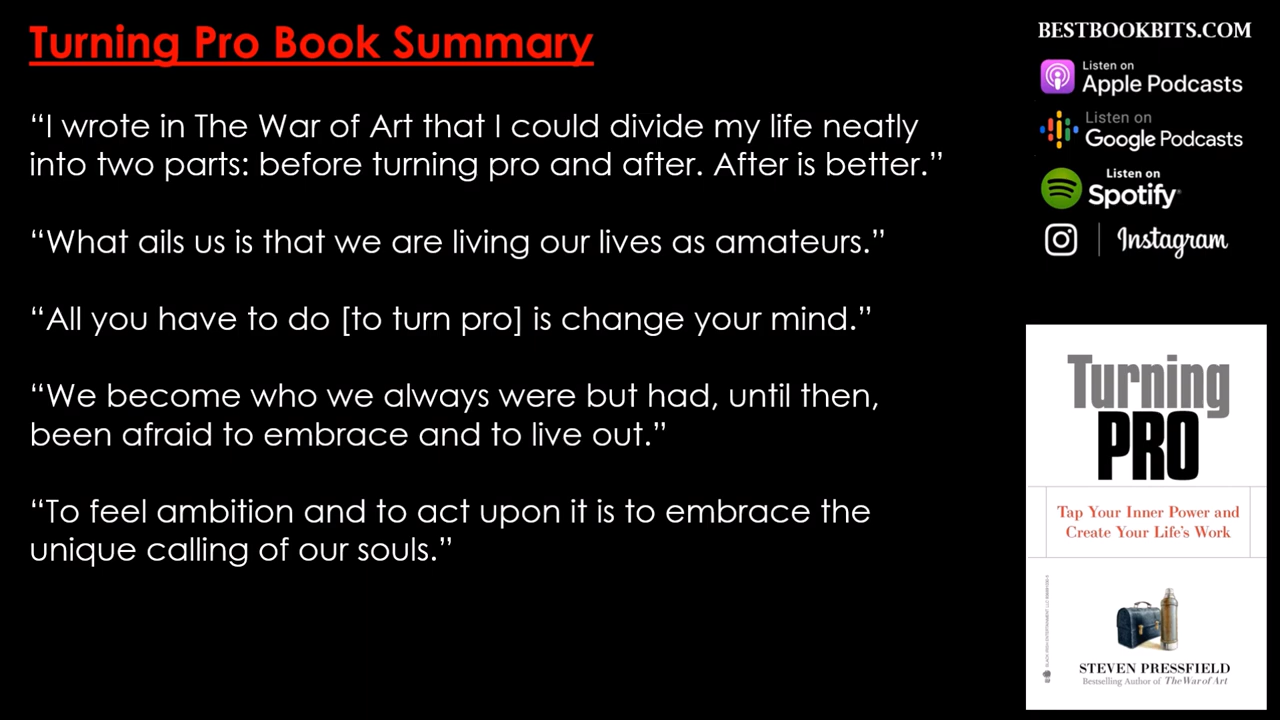 Turning Pro Book Summary
“I wrote in The War of Art that I could divide my life neatly
into two parts: before turning pro and after. After is better.”
“What ails us is that we are living our lives as amateurs.”
“All you have to do [to turn pro] is change your mind.”
“We become who we always were but had, until then,
been afraid to embrace and to live out.”
“To feel ambition and to act upon it is to embrace the
unique calling of our souls.”
BESTBOOKBITS.COM
Listen on
Apple Podcasts
Listen on
Google Podcasts
Listen on
Spotify
Instagram
Turning
PRO
Tap Your Inner Power and
Create Your Life’s Work
STEVEN PRESSFIELD
Bestselling Author of The War of Art